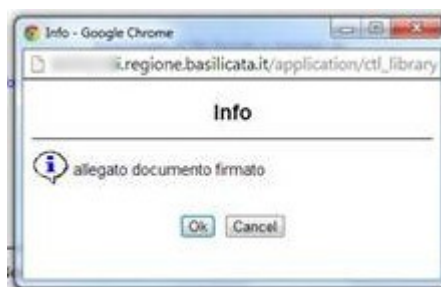 Info - Google Chrome
i.regione.basilicata.it/application/ctl_library
Info
allegato documento firmato
Ok Cancel